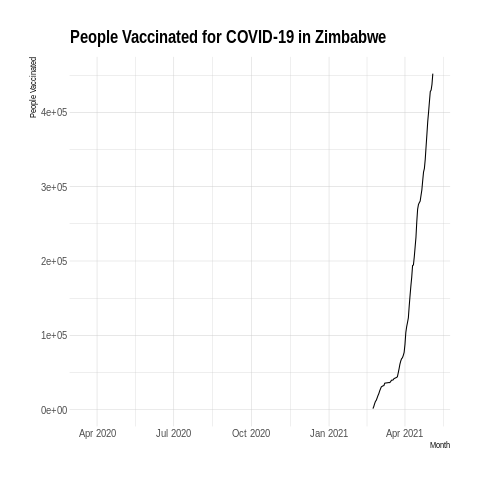 People Vaccinated for COVID-19 in Zimbabwe
People Vaccinated
4e+05
3e+05
2e+05
1e+05
0e+00
Apr 2020 Jul 2020 Oct 2020 Jan 2021 Apr 2021
Month